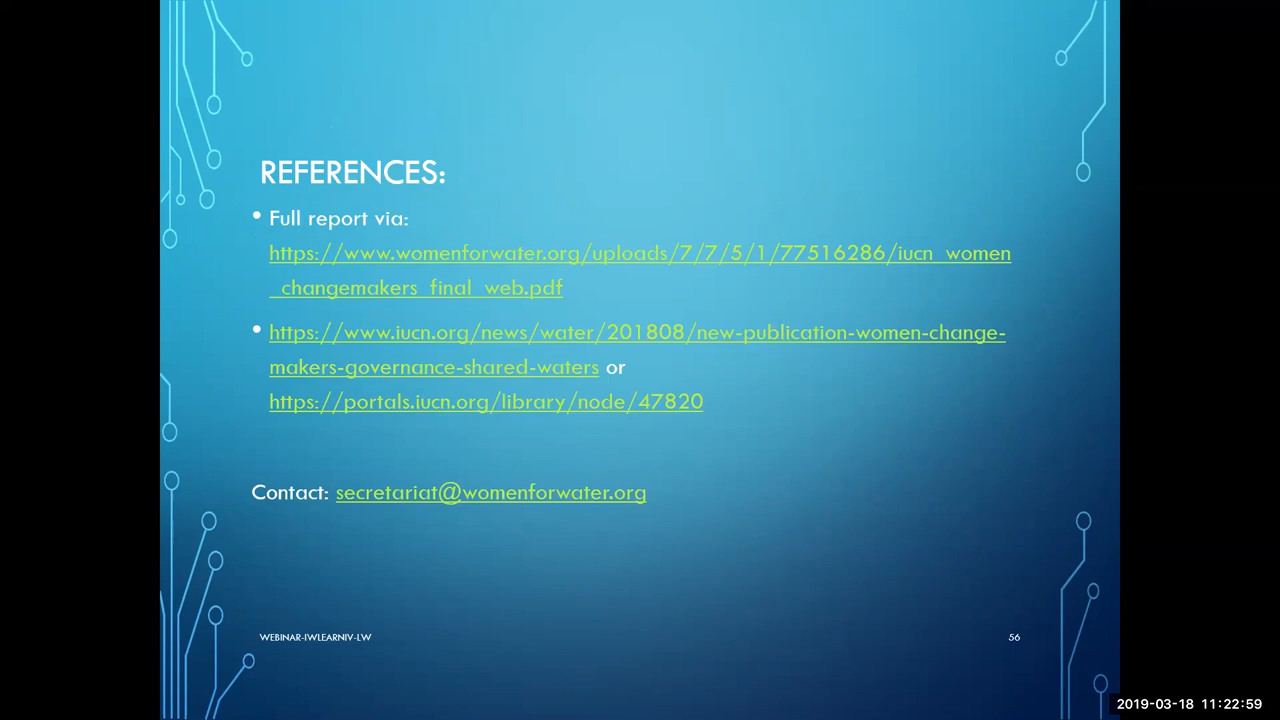 REFERENCES:
• Full report via:
https://www.womenforwater.org/uploads/7/7/5/1/77516286/iucn_women
_changemakers_final_web.pdf
• https://www.iucn.org/news/water/201808/new-publication-women-change-
makers-governance-shared-waters or
https://portals.iucn.org/library/node/47820
Contact: secretariat@womenforwater.org
WEBINAR-IWLEARNIV-LW
56
2019-03-18 11:22:59